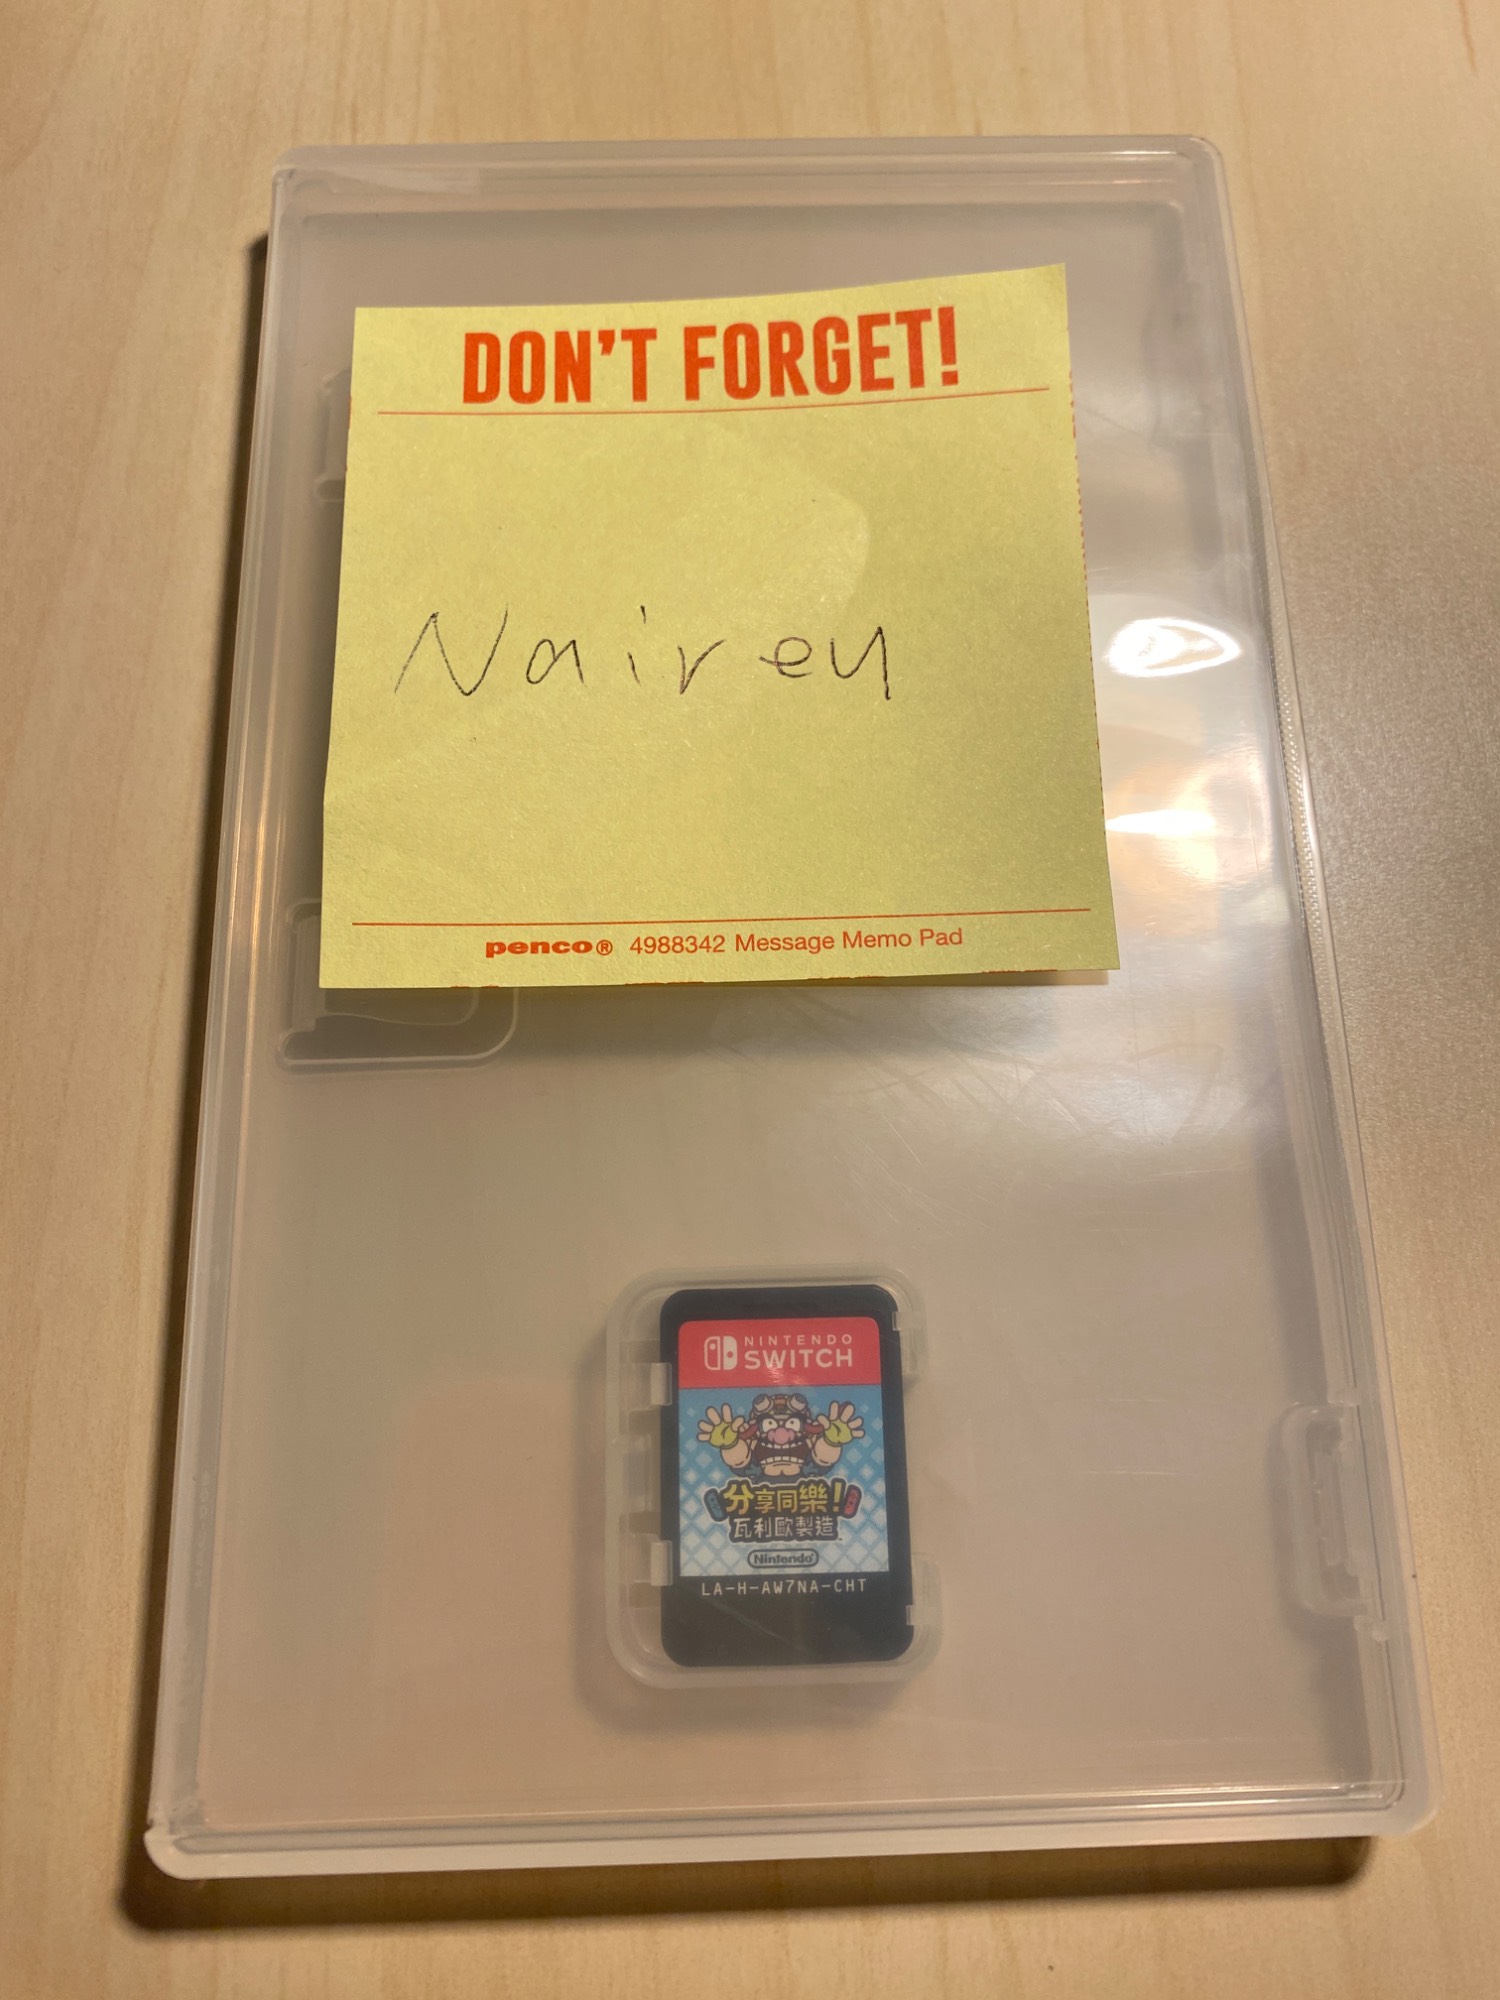 DON'T FORGET!
Nairen
penco® 4988342 Message Memo Pad
NINTENDO
SWITCH
分享同樂!
瓦利歐製造
Nintendo
LA-H-AW7NA-CHT